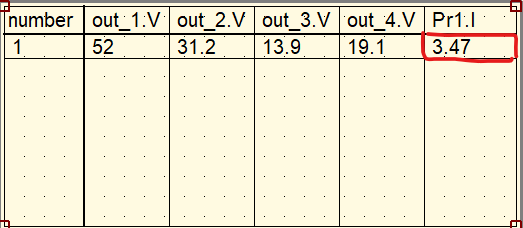 number out_1.V out_2.V out_3.V out_4.V Pr1.I
1 52 31.2 13.9 19.1 3.47